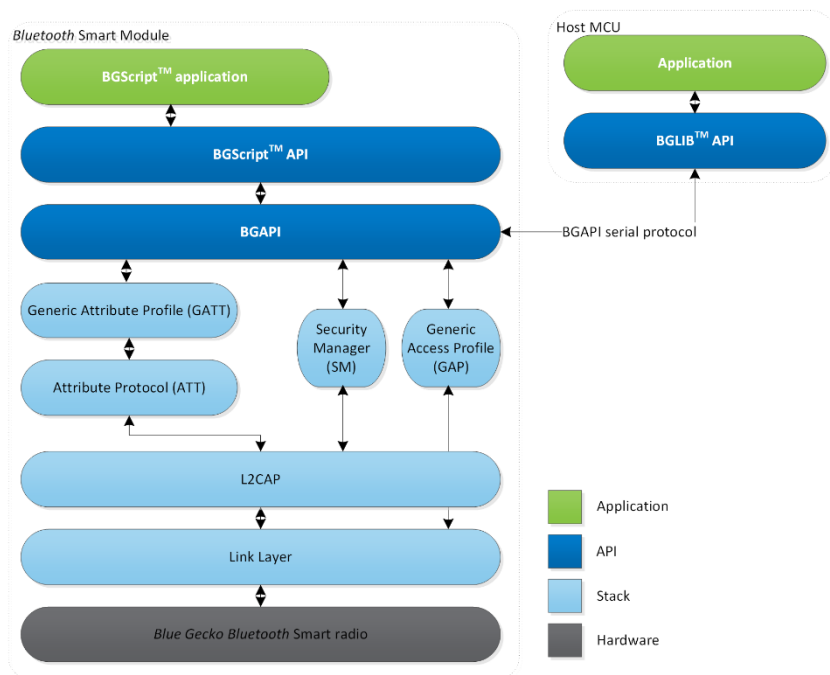 Bluetooth Smart Module
Host MCU
BGScript™ application
Application
BGScript™ API
BGLIB™ API
BGAPI
BGAPI serial protocol
Generic Attribute Profile (GATT)
Security
Manager
(SM)
Generic
Access Profile
(GAP)
Attribute Protocol (ATT)
L2CAP
Link Layer
Blue Gecko Bluetooth Smart radio
Application
API
Stack
Hardware